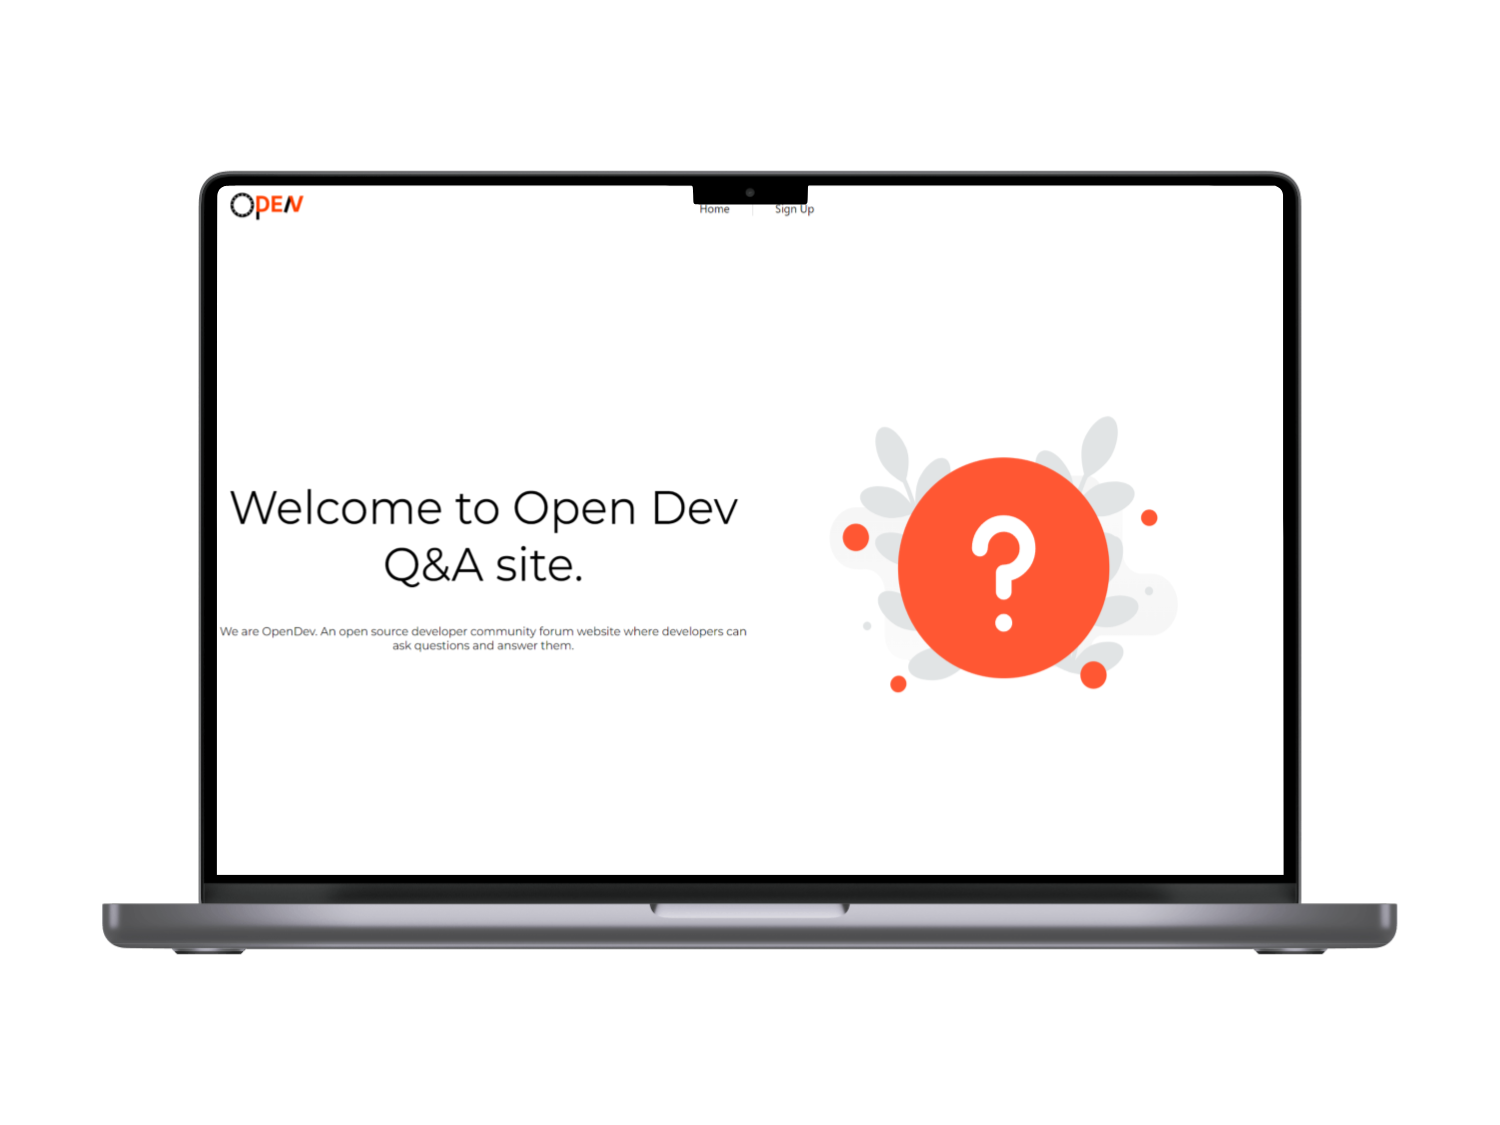 OPEN
Home
Sign Up
Welcome to Open Dev
Q&A site.
We are OpenDev. An open source developer community forum website where developers can
ask questions and answer them.
?